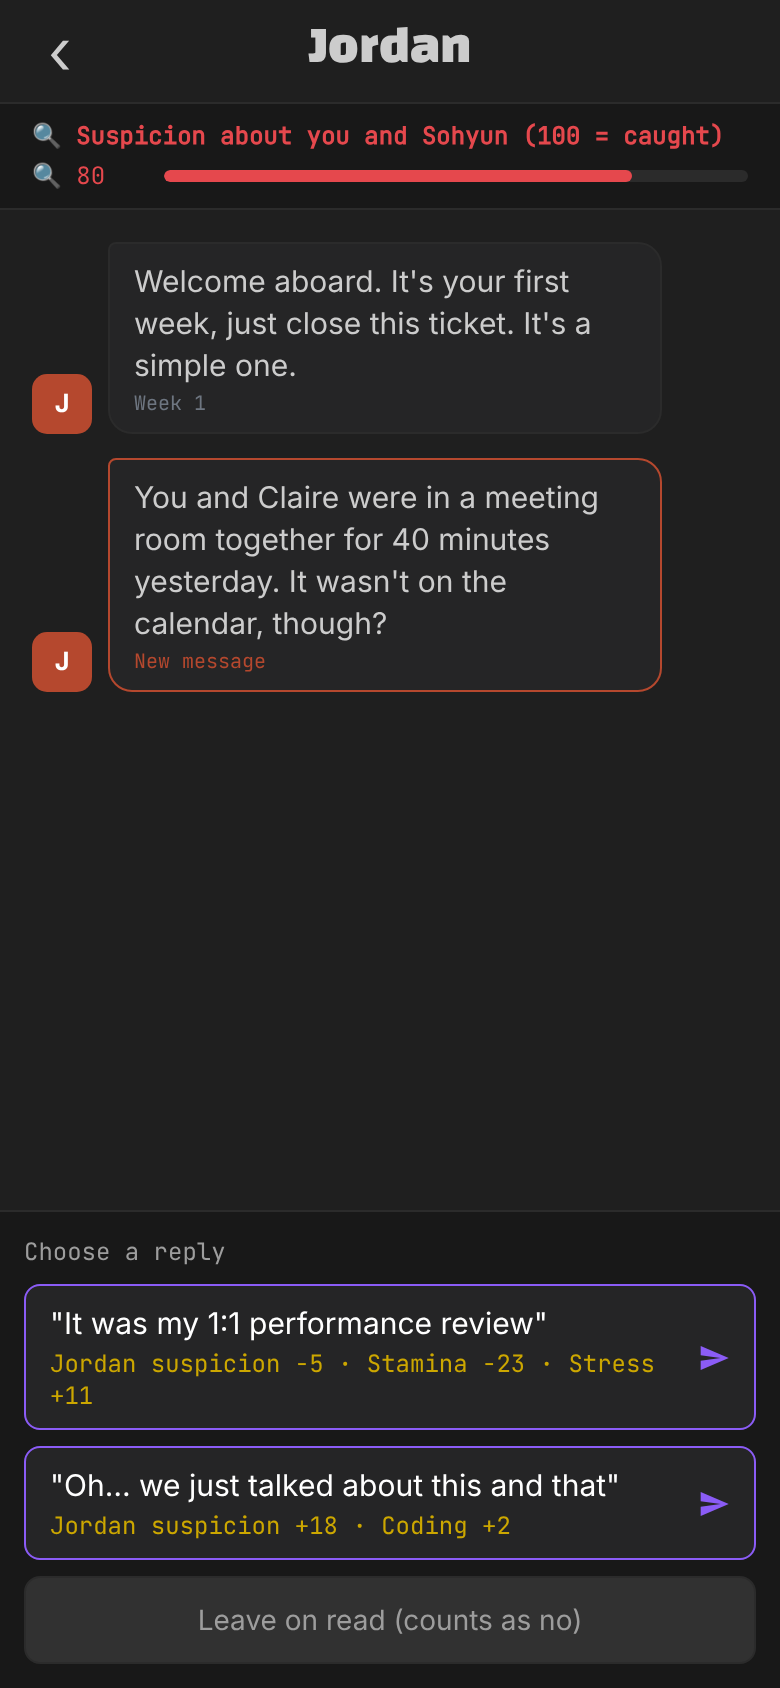 Jordan
🔍 Suspicion about you and Sohyun (100 = caught)
🔍 80
Welcome aboard. It's your first
week, just close this ticket. It's a
simple one.
Week 1
J
You and Claire were in a meeting
room together for 40 minutes
yesterday. It wasn't on the
calendar, though?
New message
J
Choose a reply
"It was my 1:1 performance review"
Jordan suspicion -5 · Stamina -23 · Stress
+11
"Oh... we just talked about this and that"
Jordan suspicion +18 · Coding +2
Leave on read (counts as no)